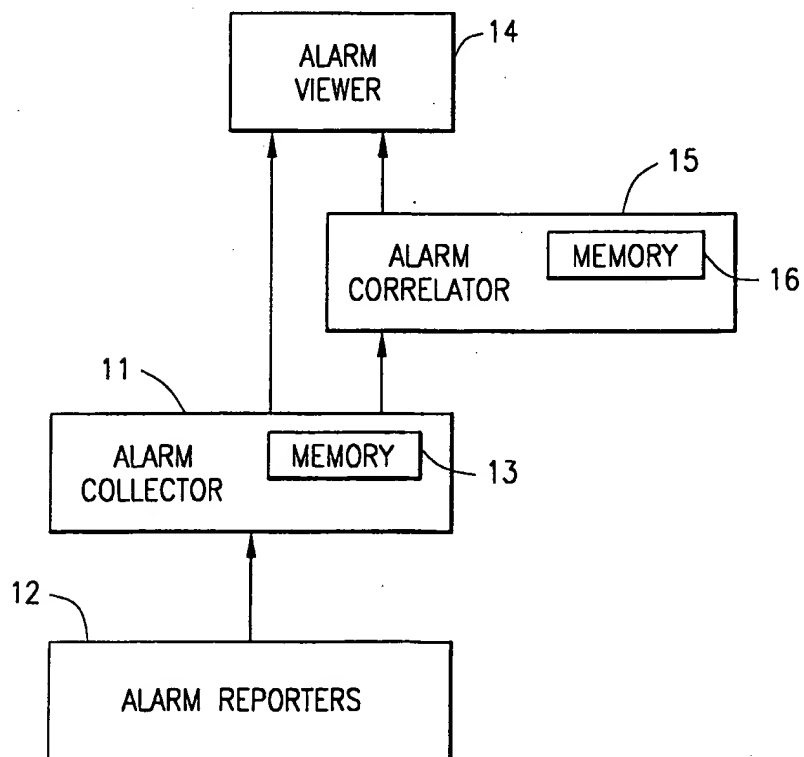 ALARM
VIEWER
14
15
ALARM
CORRELATOR
MEMORY
16
11
ALARM
COLLECTOR
MEMORY
13
12
ALARM REPORTERS